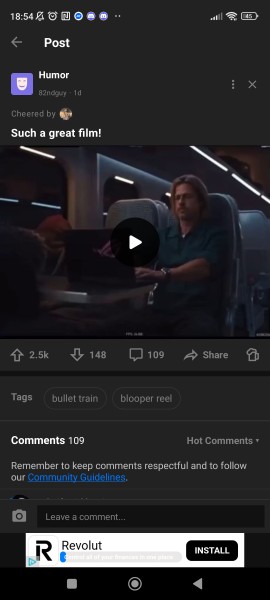 18:54
45
Post
Humor
82ndguy · 1d
Cheered by
Such a great film!
2.5k
148
109
Share
Tags
bullet train
blooper reel
Comments 109
Hot Comments
Remember to keep comments respectful and to follow
our Community Guidelines.
Leave a comment...
Revolut
INSTALL